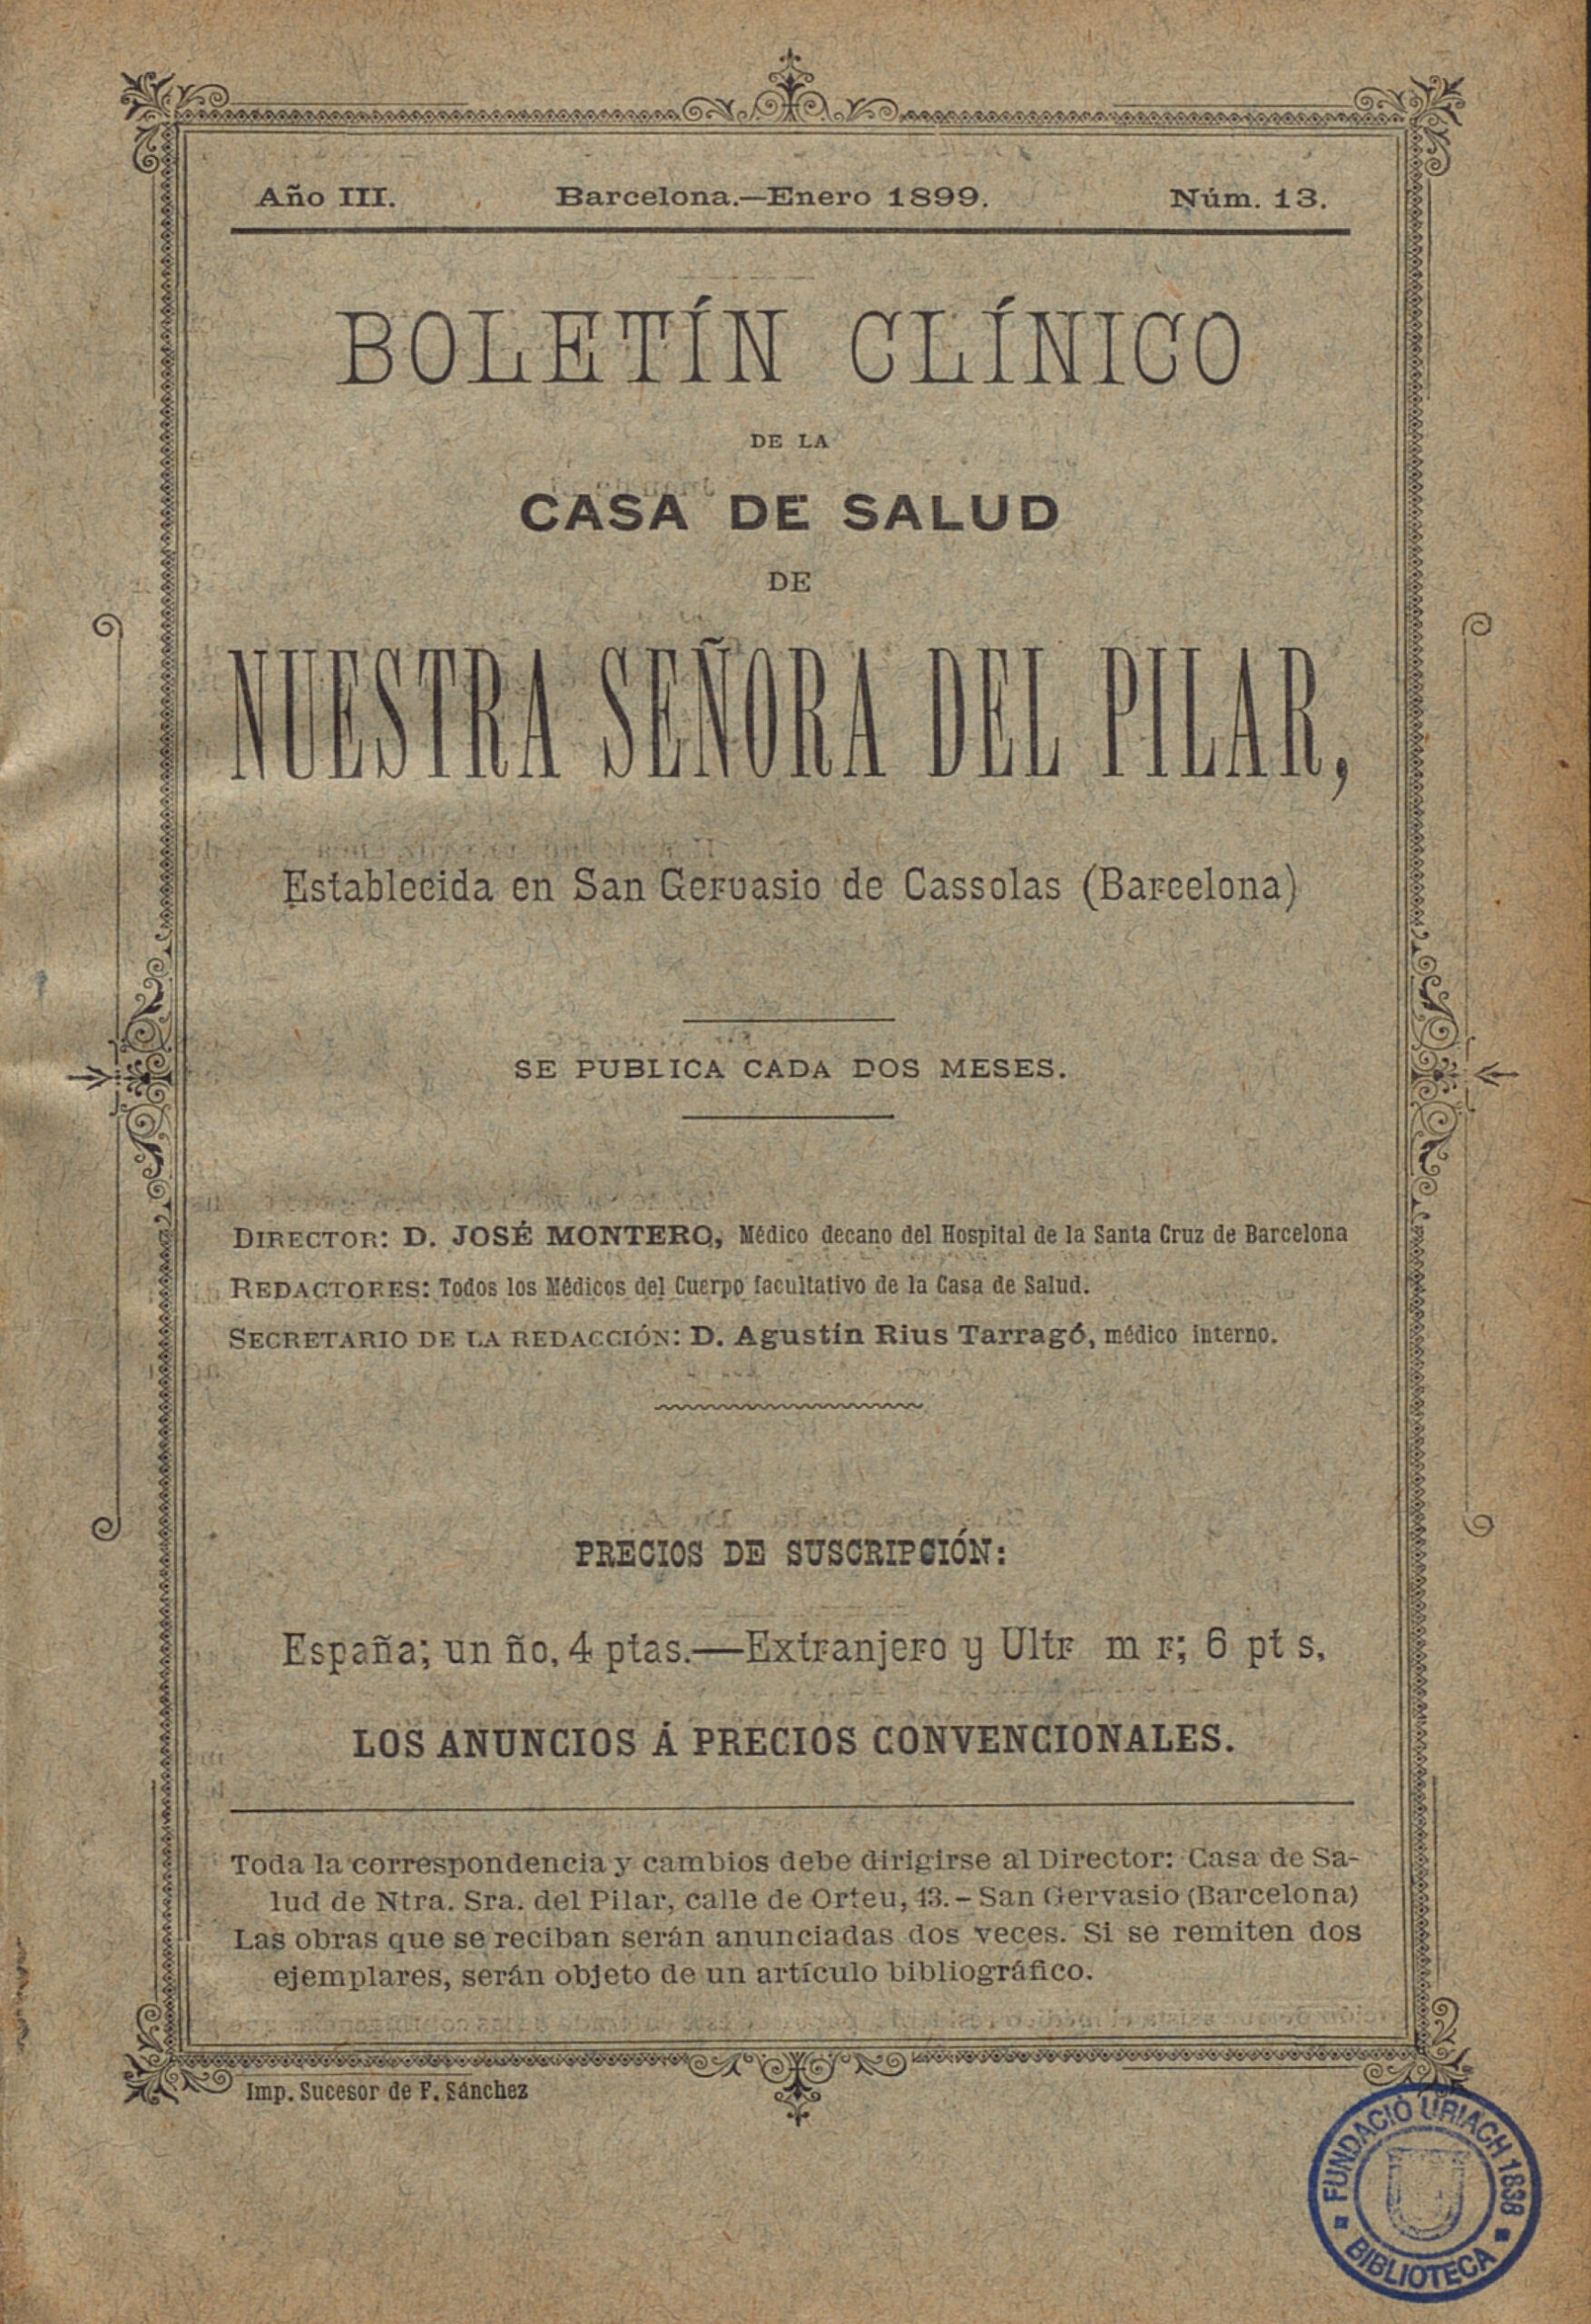 Año III. Barcelona.—Enero 1899. Núm. 13.
BOLETÍN CLÍNICO
DE LA
CASA DE SALUD
DE
NUESTRA SEÑORA DEL PILAR,
Establecida en San Gervasio de Cassolas (Barcelona)
SE PUBLICA CADA DOS MESES.
DIRECTOR: D. JOSÉ MONTERO, Médico decano del Hospital de la Santa Cruz de Barcelona
REDACTORES: Todos los Médicos del Cuerpo facultativo de la Casa de Salud.
SECRETARIO DE LA REDACCIÓN: D. Agustín Rius Tarragó, médico interno.
PRECIOS DE SUSCRIPCIÓN:
España; un ño, 4 ptas.—Extranjero y Ultr m r; 6 pt s,
LOS ANUNCIOS Á PRECIOS CONVENCIONALES.
Toda la correspondencia y cambios debe dirigirse al Director: Casa de Sa-
lud de Ntra. Sra. del Pilar, calle de Orteu, 13.–San Gervasio (Barcelona)
Las obras que se reciban serán anunciadas dos veces. Si se remiten dos
ejemplares, serán objeto de un artículo bibliográfico.
Imp. Sucesor de F. Sánchez
FUNDACIÓ URIACH 1838
BIBLIOTECA